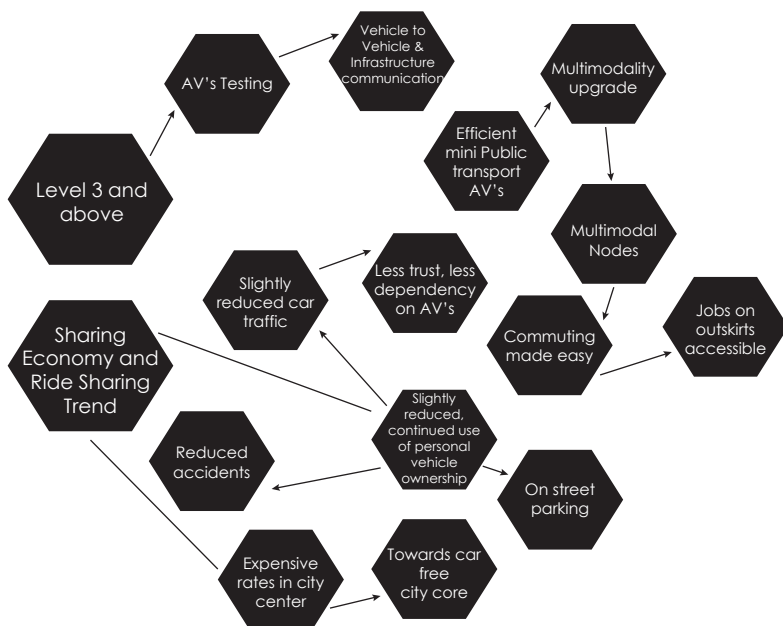 Vehicle to
Vehicle &
Infrastructure
communication
AV's Testing
Multimodality
upgrade
Efficient
mini Public
transport
AV's
Level 3 and
above
Multimodal
Nodes
Slightly
reduced car
traffic
Less trust, less
dependency
on AV's
Jobs on
outskirts
accessible
Commuting
made easy
Sharing
Economy and
Ride Sharing
Trend
Slightly
reduced,
continued use
of personal
vehicle
ownership
Reduced
accidents
On street
parking
Expensive
rates in city
center
Towards car
free
city core